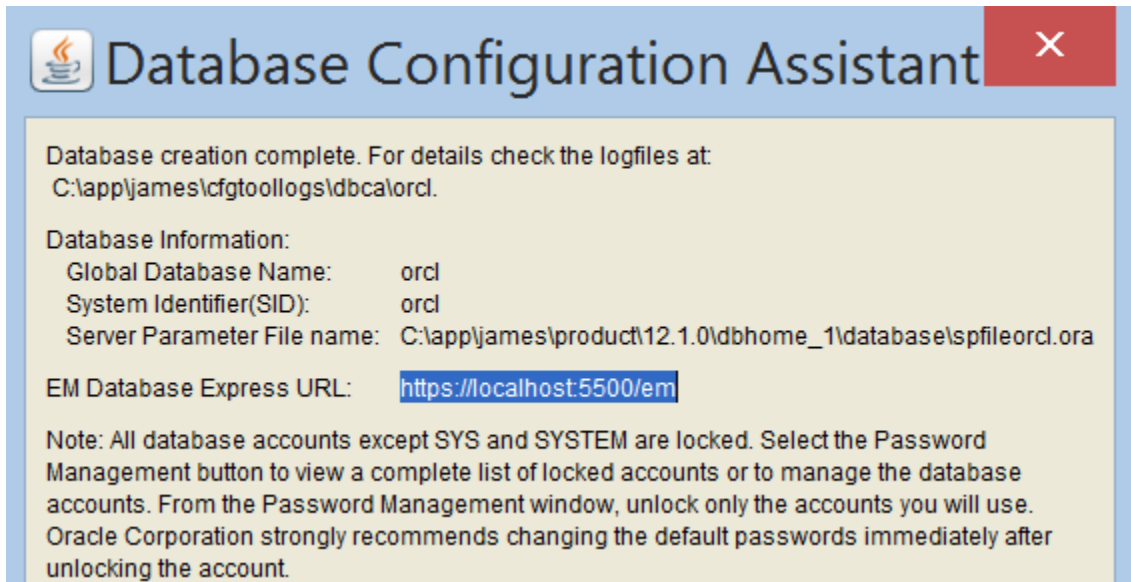 Database Configuration Assistant
Database creation complete. For details check the logfiles at:
C:\app\james\cfgtoollogs\dbca\orcl.
Database Information:
Global Database Name: orcl
System Identifier(SID): orcl
Server Parameter File name: C:\app\james\product\12.1.0\dbhome_1\database\spfileorcl.ora
EM Database Express URL: https://localhost:5500/em
Note: All database accounts except SYS and SYSTEM are locked. Select the Password
Management button to view a complete list of locked accounts or to manage the database
accounts. From the Password Management window, unlock only the accounts you will use.
Oracle Corporation strongly recommends changing the default passwords immediately after
unlocking the account.